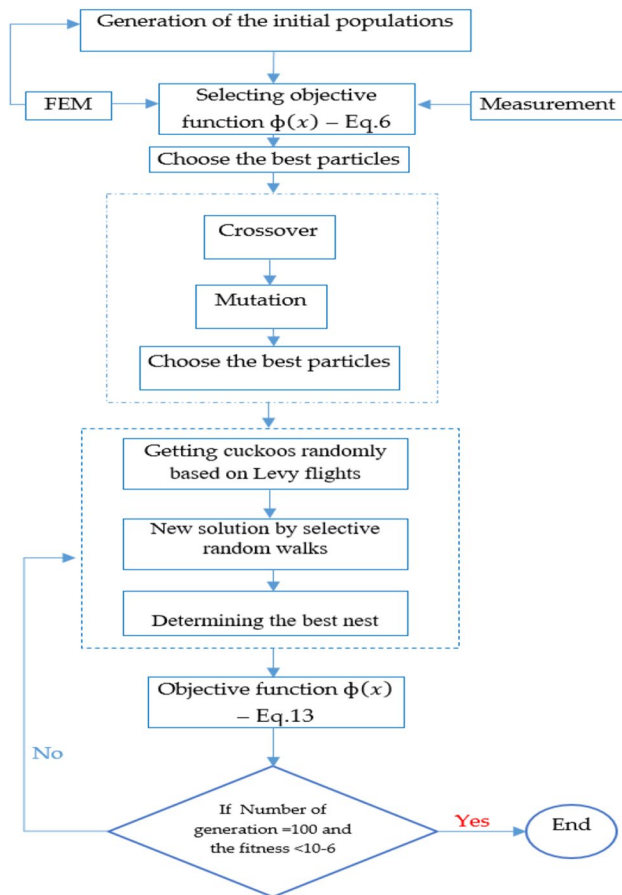 Generation of the initial populations
FEM
Selecting objective
function ϕ(x) – Eq.6
Measurement
Choose the best particles
Crossover
Mutation
Choose the best particles
Getting cuckoos randomly
based on Levy flights
New solution by selective
random walks
Determining the best nest
Objective function ϕ(x)
– Eq.13
No
If Number of
generation =100 and
the fitness <10-6
Yes
End